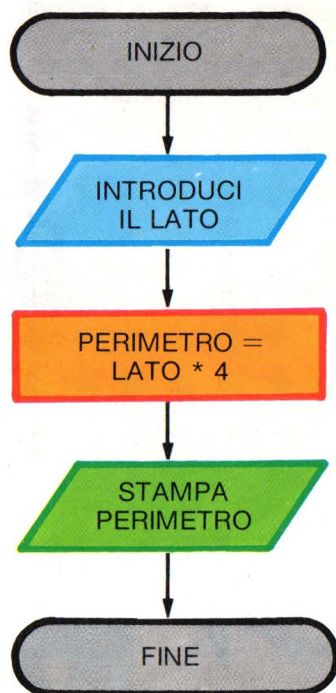 INIZIO
INTRODUCI
IL LATO
PERIMETRO =
LATO * 4
STAMPA
PERIMETRO
FINE